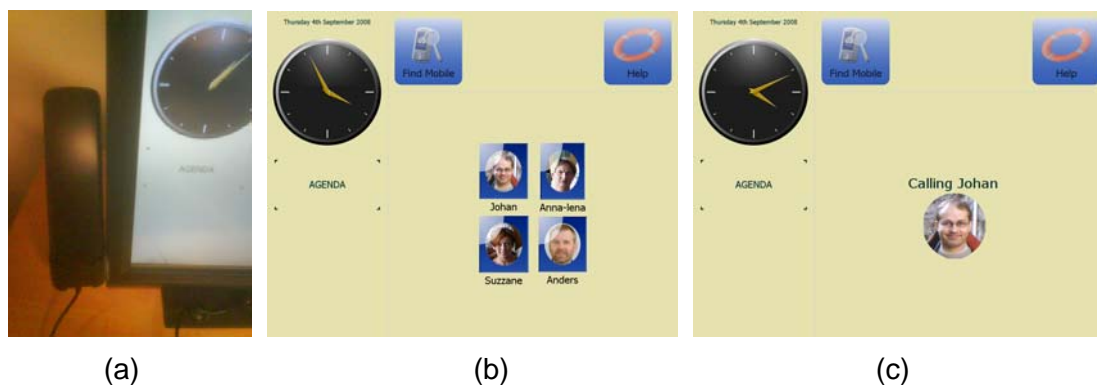 AGENDA
Thursday 4th September 2008
Find Mobile
Help
AGENDA
Johan
Anna-lena
Suzzane
Anders
Thursday 4th September 2008
Find Mobile
Help
AGENDA
Calling Johan
(a)
(b)
(c)